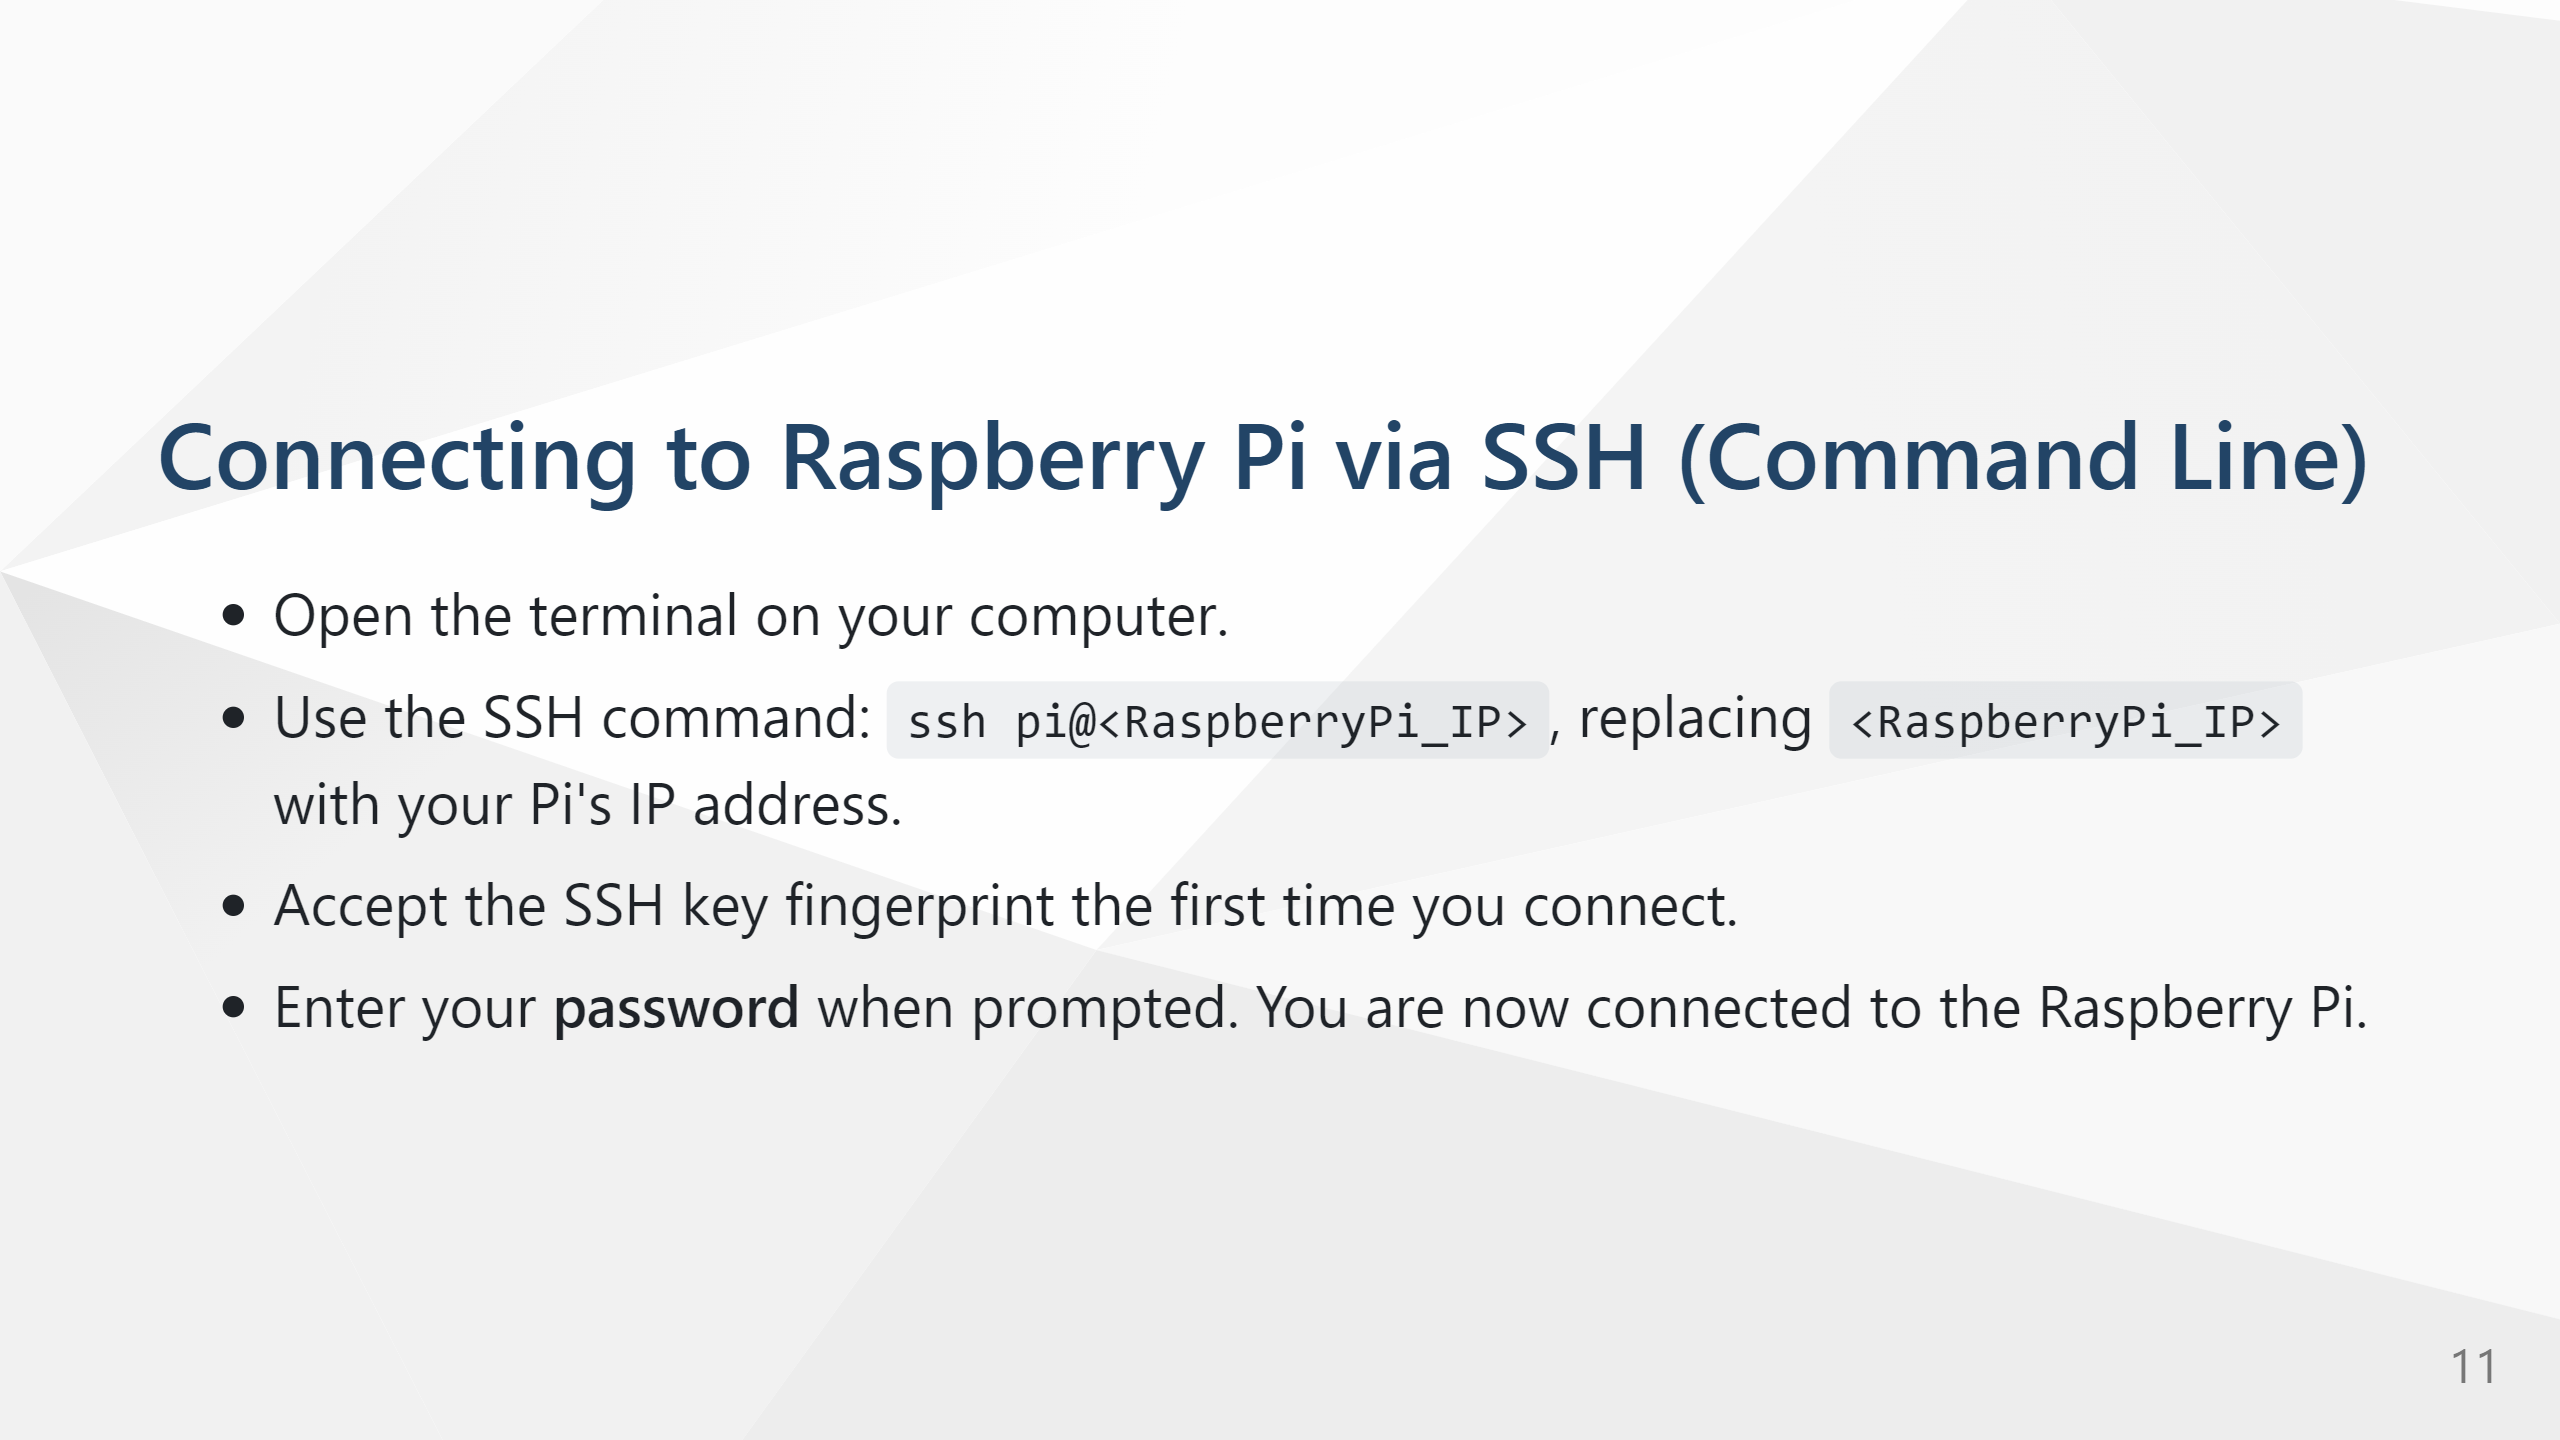 Connecting to Raspberry Pi via SSH (Command Line)
• Open the terminal on your computer.
• Use the SSH command: ssh pi@<RaspberryPi_IP>, replacing <RaspberryPi_IP>
with your Pi's IP address.
• Accept the SSH key fingerprint the first time you connect.
• Enter your password when prompted. You are now connected to the Raspberry Pi.
11